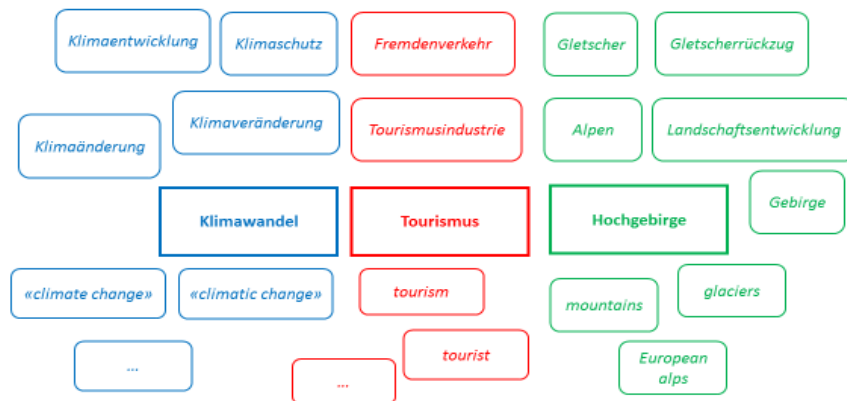 Klimaentwicklung
Klimaschutz
Fremdenverkehr
Gletscher
Gletscherrückzug
Klimaänderung
Klimaveränderung
Tourismusindustrie
Alpen
Landschaftsentwicklung
Klimawandel
Tourismus
Hochgebirge
Gebirge
«climate change»
«climatic change»
tourism
mountains
glaciers
...
...
tourist
European
alps